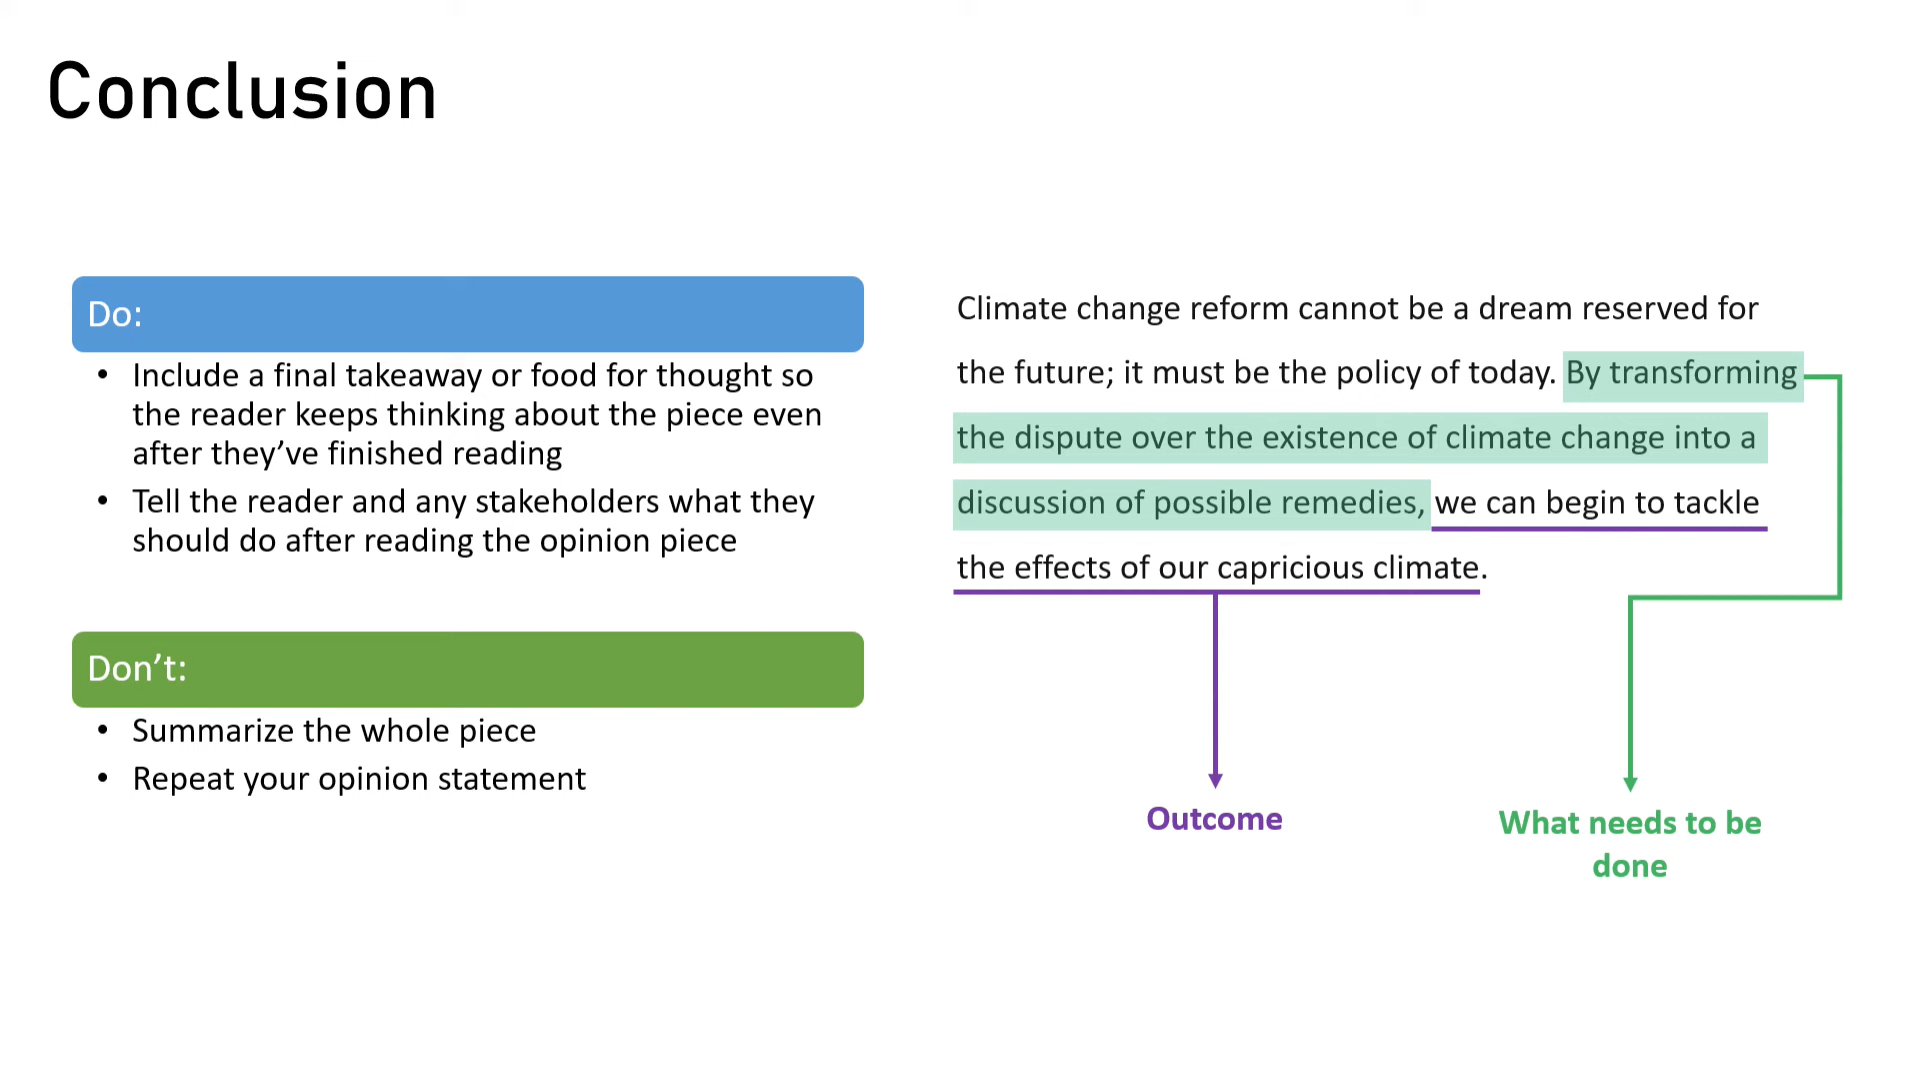 Conclusion
Do:
• Include a final takeaway or food for thought so
the reader keeps thinking about the piece even
after they’ve finished reading
• Tell the reader and any stakeholders what they
should do after reading the opinion piece
Don’t:
• Summarize the whole piece
• Repeat your opinion statement
Climate change reform cannot be a dream reserved for
the future; it must be the policy of today. By transforming
the dispute over the existence of climate change into a
discussion of possible remedies, we can begin to tackle
the effects of our capricious climate.
Outcome
What needs to be
done